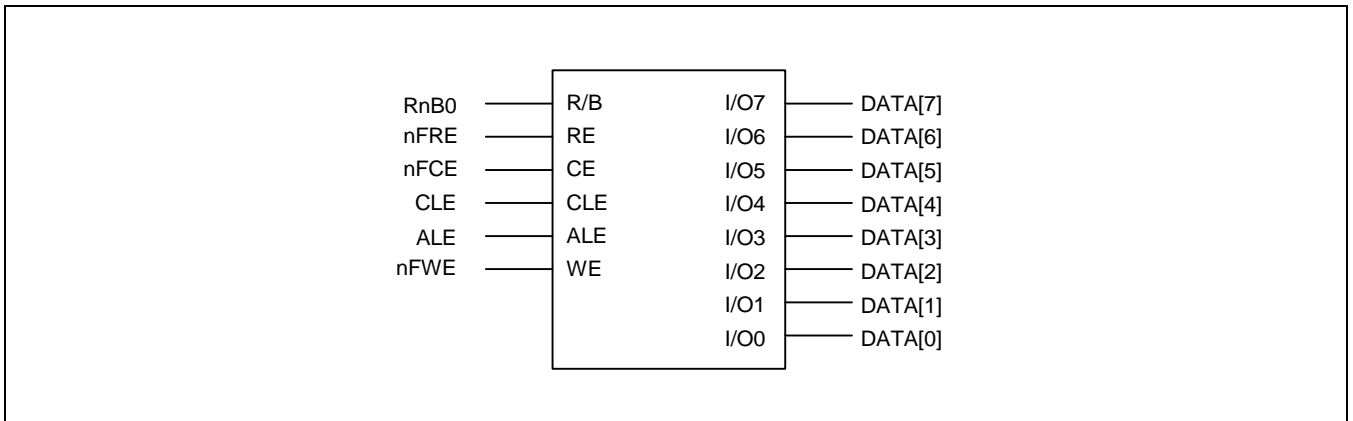 RnB0 R/B I/O7 DATA[7]
nFRE RE I/O6 DATA[6]
nFCE CE I/O5 DATA[5]
CLE CLE I/O4 DATA[4]
ALE ALE I/O3 DATA[3]
nFWE WE I/O2 DATA[2]
I/O1 DATA[1]
I/O0 DATA[0]